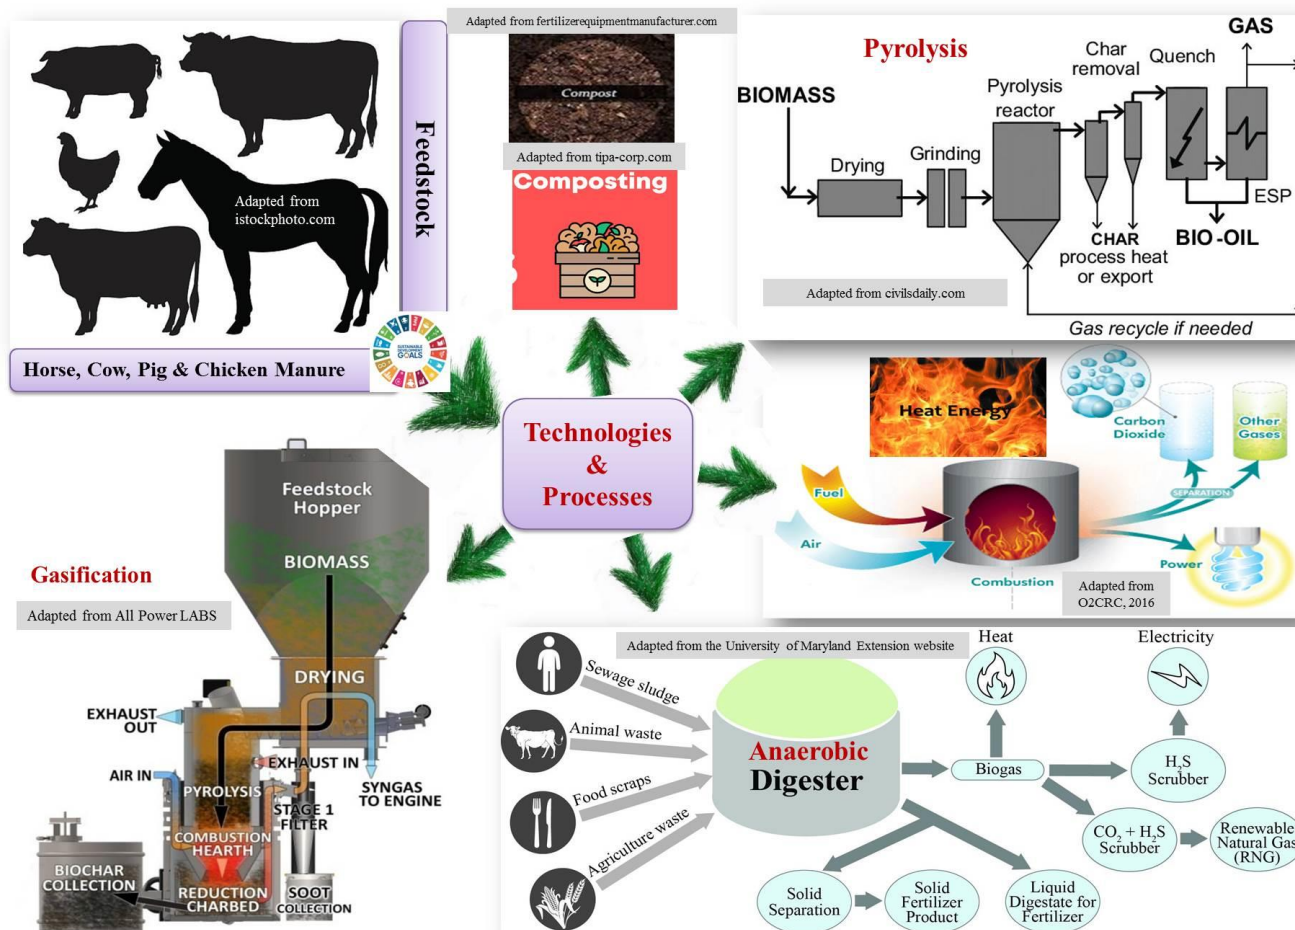 Adapted from fertilizerequipmentmanufacturer.com
Compost
Adapted from tipa-corp.com
Composting
Feedstock
Adapted from
istockphoto.com
Horse, Cow, Pig & Chicken Manure
SUSTAINABLE
DEVELOPMENT
GOALS
Pyrolysis
GAS
Char
removal
Quench
BIOMASS
Pyrolysis
reactor
Drying
Grinding
ESP
CHAR
process heat
or export
BIO-OIL
Adapted from civilsdaily.com
Gas recycle if needed
Technologies
&
Processes
Heat Energy
Carbon
Dioxide
Other
Gases
SEPARATION
Fuel
Air
Combustion
Power
Adapted from
O2CRC, 2016
Gasification
Adapted from All Power LABS
Feedstock
Hopper
BIOMASS
DRYING
EXHAUST
OUT
EXHAUST IN
AIR IN
PYROLYSIS
SYNGAS
TO ENGINE
STAGE 1
FILTER
COMBUSTION
HEARTH
BIOCHAR
COLLECTION
REDUCTION
CHARBED
SOOT
COLLECTION
Adapted from the University of Maryland Extension website
Sewage sludge
Animal waste
Food scraps
Agriculture waste
Anaerobic
Digester
Heat
Electricity
Biogas
H₂S
Scrubber
CO₂ + H₂S
Scrubber
Renewable
Natural Gas
(RNG)
Solid
Separation
Solid
Fertilizer
Product
Liquid
Digestate for
Fertilizer